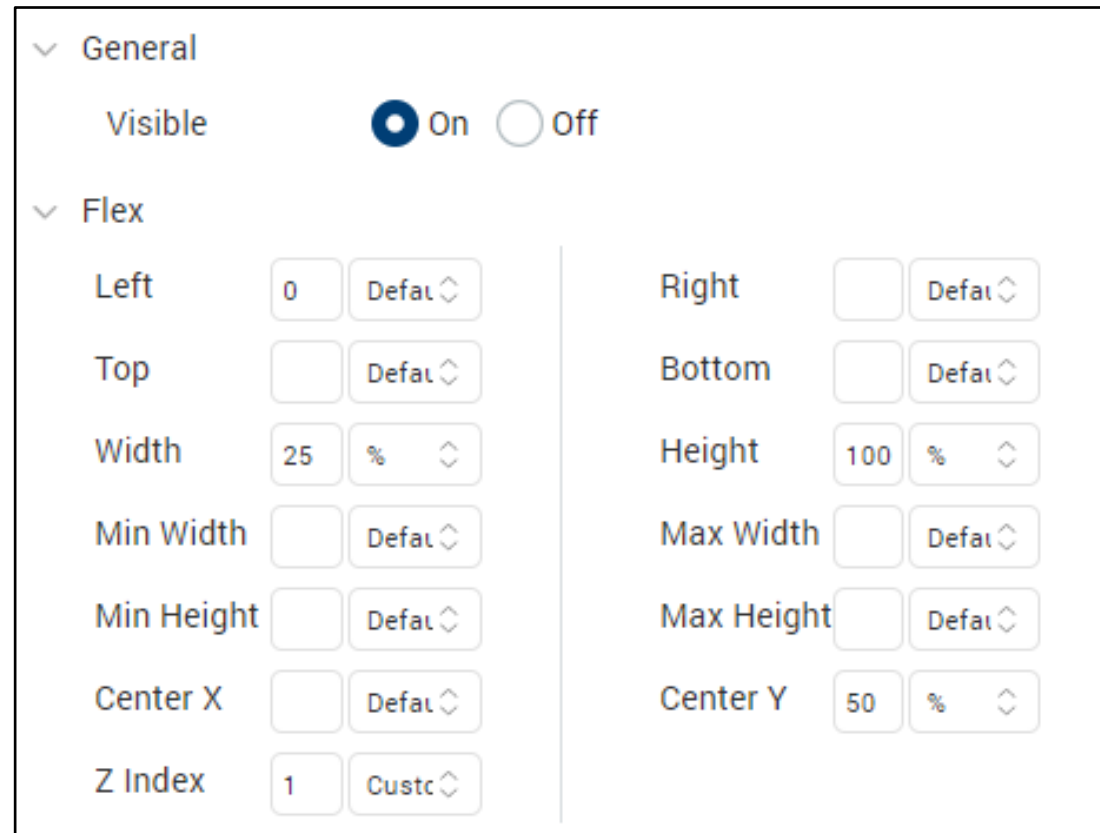 General
Visible On Off
Flex
Left 0 Defau Right Defau
Top Defau Bottom Defau
Width 25 % Height 100 %
Min Width Defau Max Width Defau
Min Height Defau Max Height Defau
Center X Defau Center Y 50 %
Z Index 1 Custo